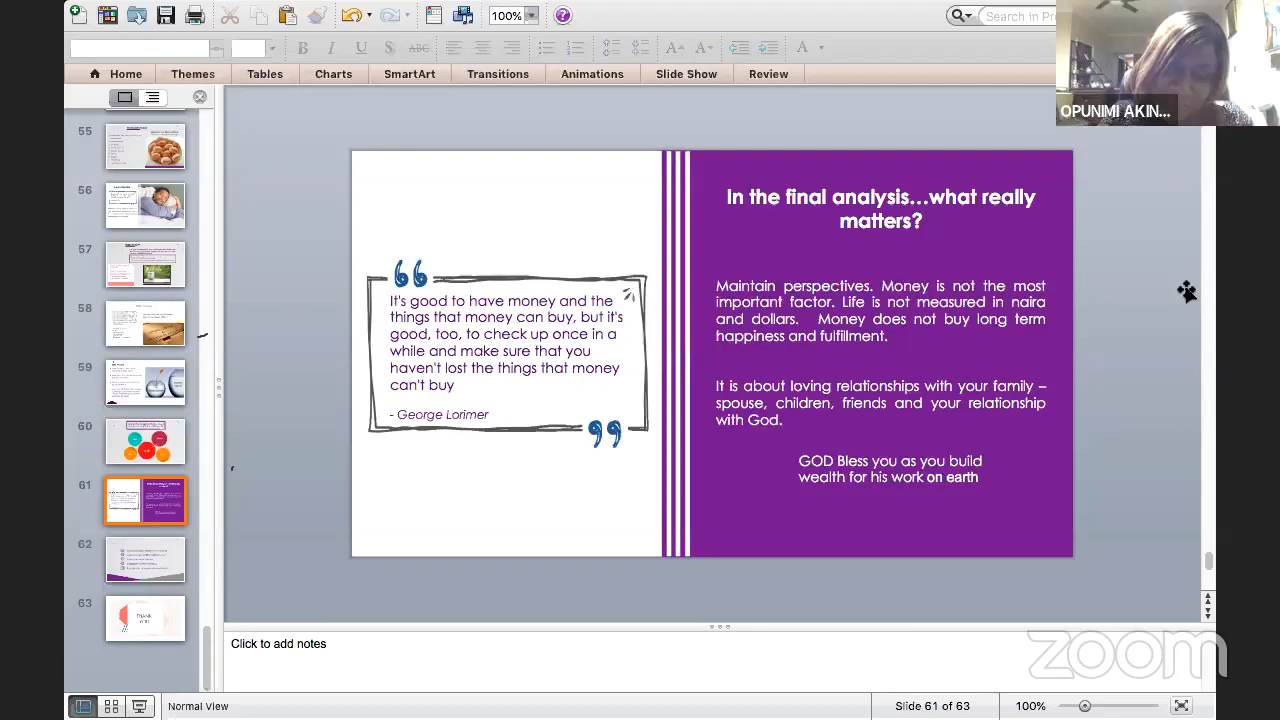 100%
Search in Pr
OPUNIMI AKIN...
Home Themes Tables Charts SmartArt Transitions Animations Slide Show Review
55
56
57
58
59
60
61
62
63
THANK
YOU
It's good to have money and the
things that money can buy, but it's
good, too, to check up once in a
while and make sure that you
haven't lost the things that money
can't buy
- George Lorimer
In the final analysis...what really
matters?
Maintain perspectives. Money is not the most
important factor. Life is not measured in naira
and dollars. Money does not buy long term
happiness and fulfillment.
It is about loving relationships with your family –
spouse, children, friends and your relationship
with God.
GOD Bless you as you build
wealth for his work on earth
Click to add notes
zoom
Normal View
Slide 61 of 63
100%